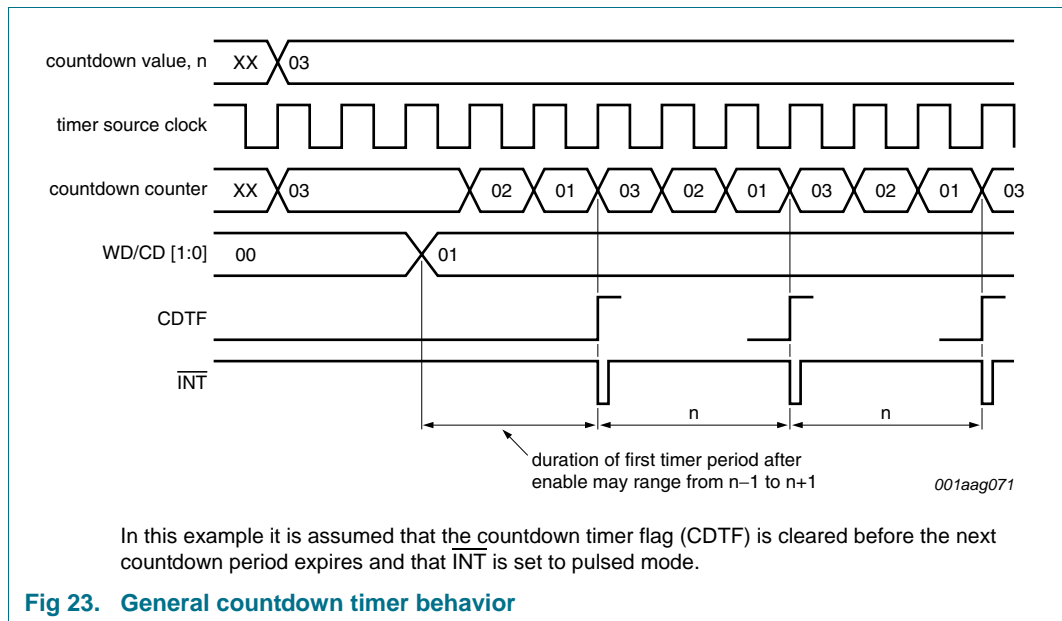 countdown value, n XX 03
timer source clock
countdown counter XX 03 02 01 03 02 01 03 02 01 03
WD/CD [1:0] 00 01
CDTF
INT
n n
duration of first timer period after
enable may range from n−1 to n+1
001aag071
In this example it is assumed that the countdown timer flag (CDTF) is cleared before the next
countdown period expires and that INT is set to pulsed mode.
Fig 23. General countdown timer behavior